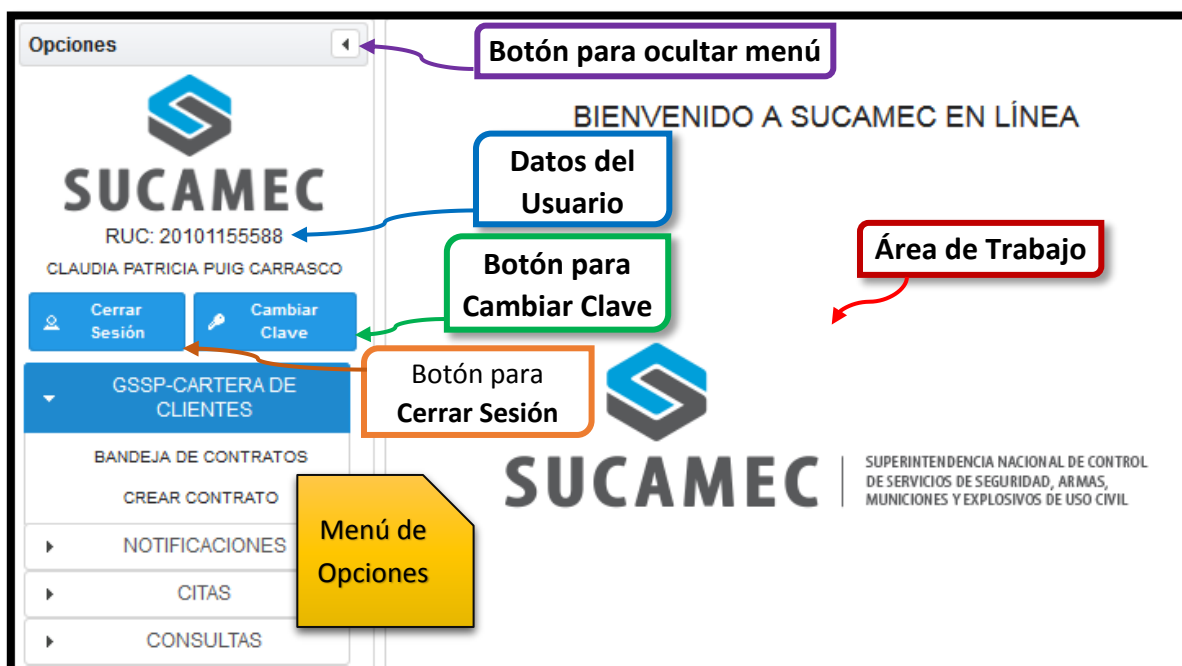 Opciones
Botón para ocultar menú
BIENVENIDO A SUCAMEC EN LÍNEA
SUCAMEC
RUC: 20101155588
CLAUDIA PATRICIA PUIG CARRASCO
Datos del
Usuario
Área de Trabajo
Botón para
Cambiar Clave
Cerrar
Sesión
Cambiar
Clave
Botón para
Cerrar Sesión
GSSP-CARTERA DE
CLIENTES
BANDEJA DE CONTRATOS
CREAR CONTRATO
NOTIFICACIONES
CITAS
CONSULTAS
Menú de
Opciones
SUCAMEC
SUPERINTENDENCIA NACIONAL DE CONTROL
DE SERVICIOS DE SEGURIDAD, ARMAS,
MUNICIONES Y EXPLOSIVOS DE USO CIVIL